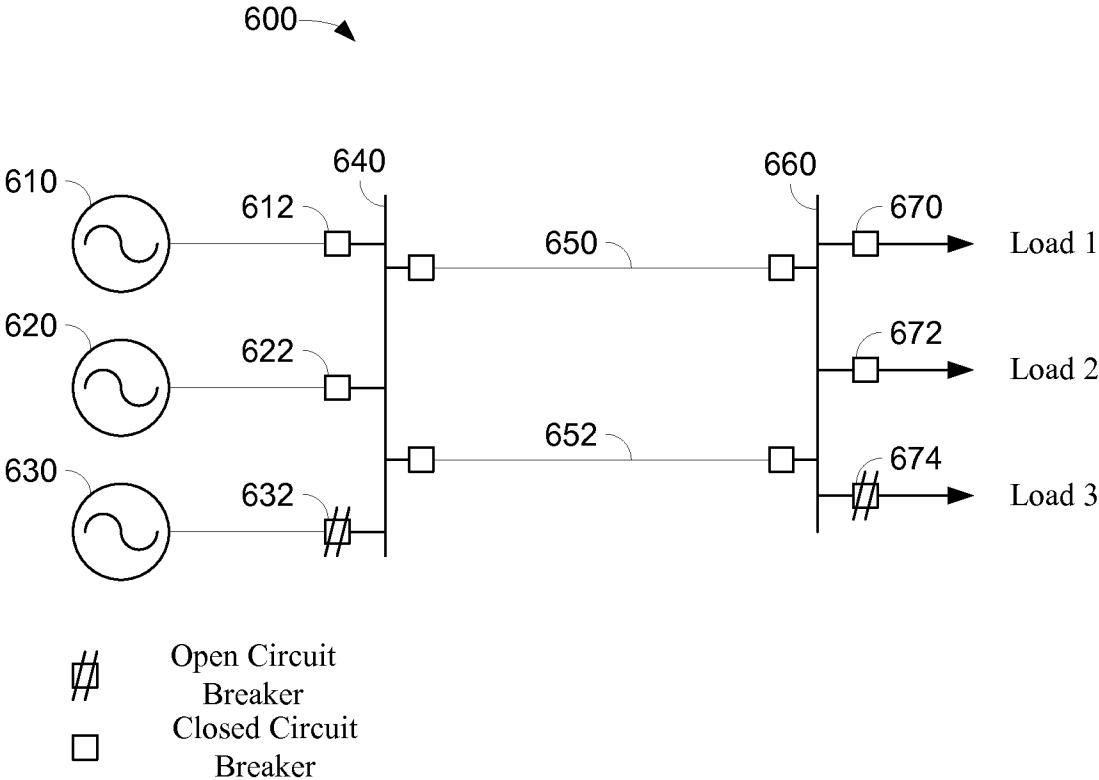 600
640
660
610
612
670
650
Load 1
620
622
672
Load 2
652
630
632
674
Load 3
Open Circuit
Breaker
Closed Circuit
Breaker